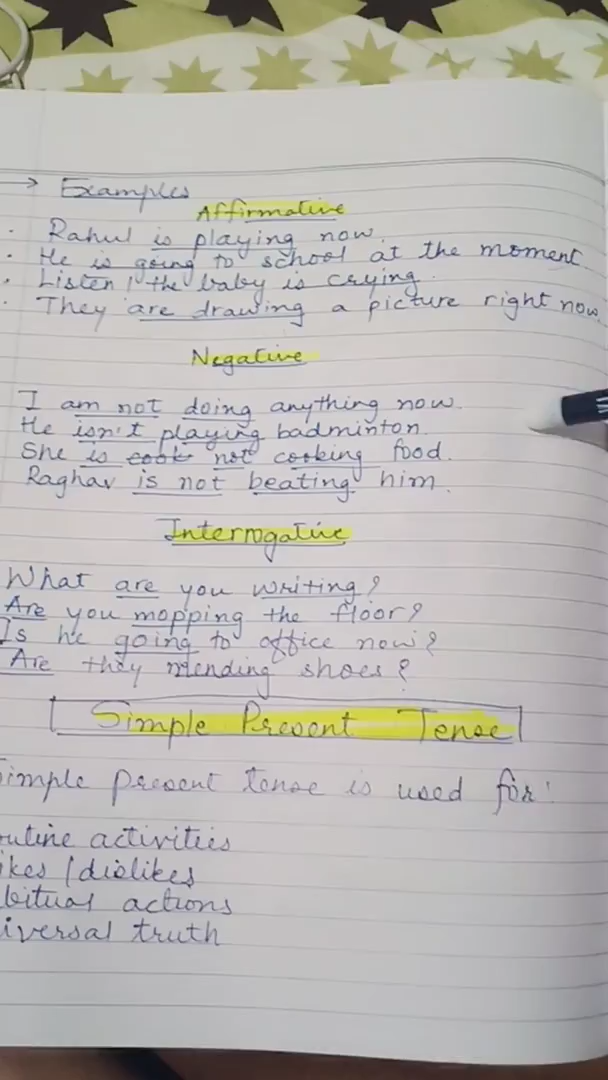 → Examples
Affirmative
. Rahul is playing now.
. He is going to school at the moment
. Listen! the baby is crying.
. They are drawing a picture right now.
Negative
I am not doing anything now.
He isn't playing badminton.
She is cook not cooking food.
Raghav is not beating him.
Interrogative
What are you writing?
Are you mopping the floor?
Is he going to office now?
Are they mending shoes?
Simple Present Tense
imple present tense is used for:
utine activities
ikes / dislikes
bitual actions
iversal truth